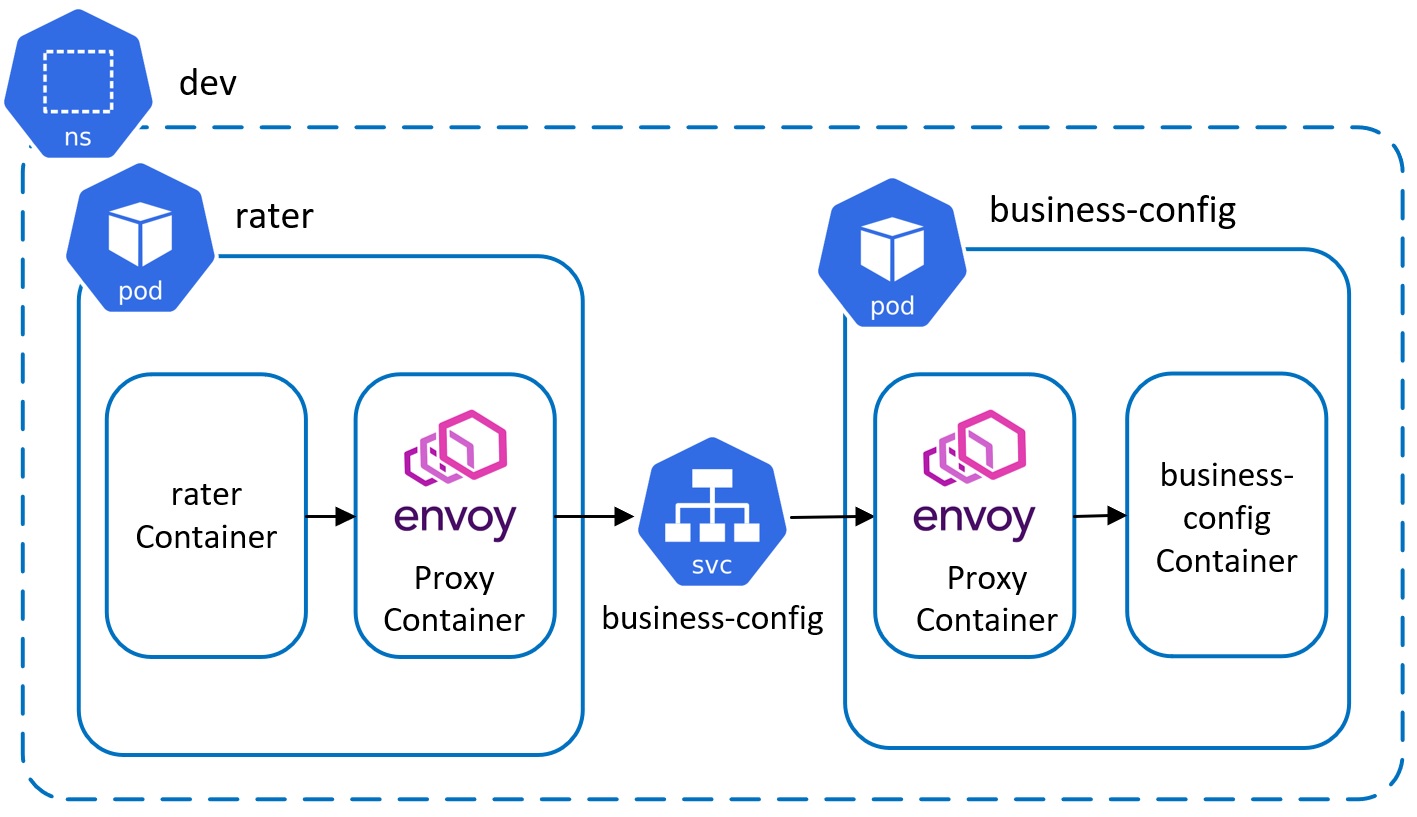 dev
ns
rater
pod
business-config
pod
rater
Container
envoy
Proxy
Container
svc
business-config
envoy
Proxy
Container
business-
config
Container